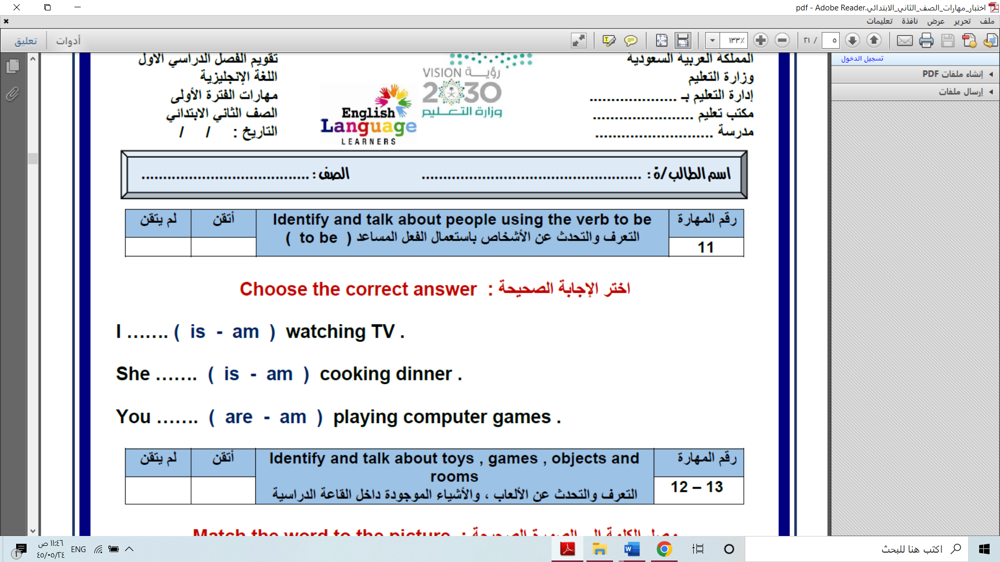 اختبار_مهارات_الصف_الثاني_الابتدائي.pdf - Adobe Reader
ملف تحرير عرض نافذة تعليمات
٥ / ٢١ ١٣٣٪ أدوات تعليق
تسجيل الدخول
إنشاء ملفات PDF
إرسال ملفات
المملكة العربية السعودية
وزارة التعليم
إدارة التعليم بـ ....................
مكتب تعليم .......................
مدرسة ...........................
VISION رؤيـــة
2030
وزارة التـــعـــليم
English
Language
LEARNERS
تقويم الفصل الدراسي الاول
اللغة الإنجليزية
مهارات الفترة الأولى
الصف الثاني الابتدائي
التاريخ : / /
اسم الطالب/ة : .................................................. الصف : ......................................
رقم المهارة
11
Identify and talk about people using the verb to be
التعرف والتحدث عن الأشخاص باستعمال الفعل المساعد ( to be )
أتقن لم يتقن
Choose the correct answer : اختر الإجابة الصحيحة
I ……. ( is - am ) watching TV .
She ……. ( is - am ) cooking dinner .
You ……. ( are - am ) playing computer games .
رقم المهارة
12 – 13
Identify and talk about toys , games , objects and
rooms
التعرف والتحدث عن الألعاب ، والأشياء الموجودة داخل القاعة الدراسية
أتقن لم يتقن
Match the word to the picture : وصل الكلمة إلى الصورة الصحيحة
اكتب هنا للبحث
ENG
١١:٤٦ ص
٤٥/٠٥/٢٤
١